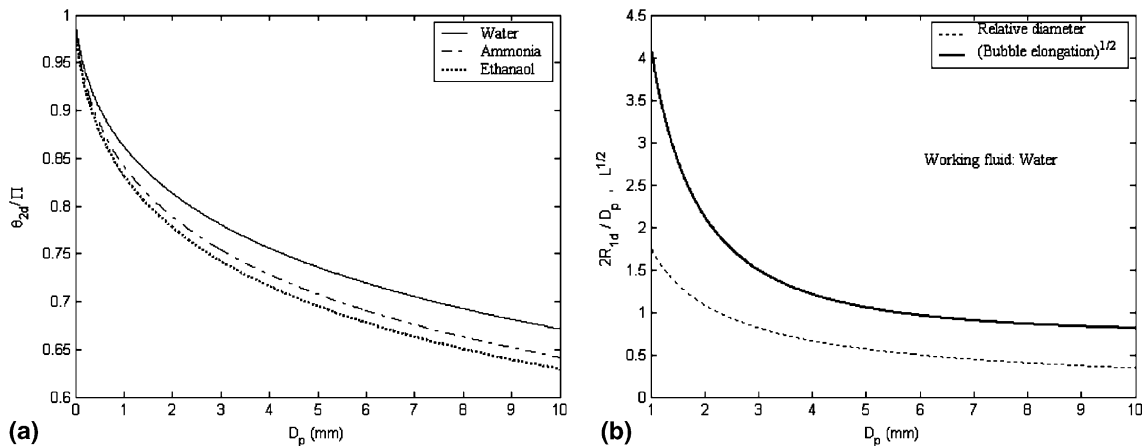 Water
Ammonia
Ethanaol
1
0.95
0.9
0.85
0.8
0.75
0.7
0.65
0.6
θ2d/Π
0 1 2 3 4 5 6 7 8 9 10
Dp (mm)
(a)
Relative diameter
(Bubble elongation)1/2
Working fluid: Water
4.5
4
3.5
3
2.5
2
1.5
1
0.5
0
2R1d / Dp , L1/2
1 2 3 4 5 6 7 8 9 10
Dp (mm)
(b)